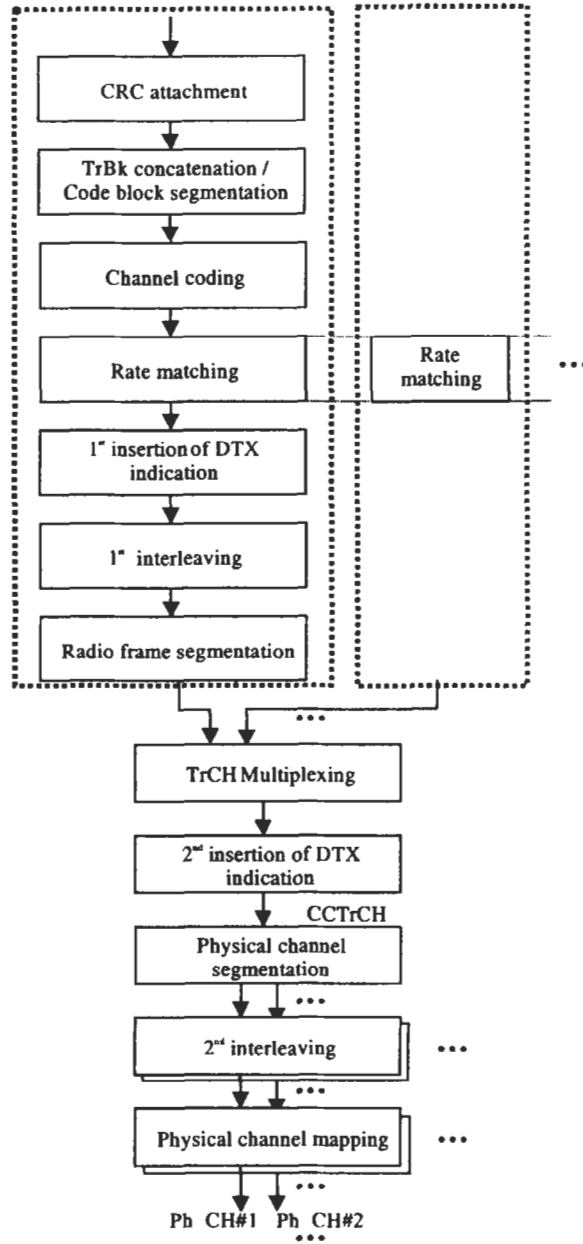 CRC attachment
TrBk concatenation /
Code block segmentation
Channel coding
Rate matching
Rate
matching
1st insertion of DTX
indication
1st interleaving
Radio frame segmentation
TrCH Multiplexing
2nd insertion of DTX
indication
CCTrCH
Physical channel
segmentation
2nd interleaving
Physical channel mapping
Ph CH#1 Ph CH#2